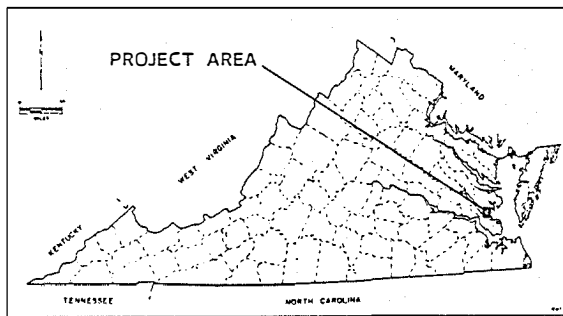 PROJECT AREA
MARYLAND
WEST VIRGINIA
KENTUCKY
TENNESSEE
NORTH CAROLINA